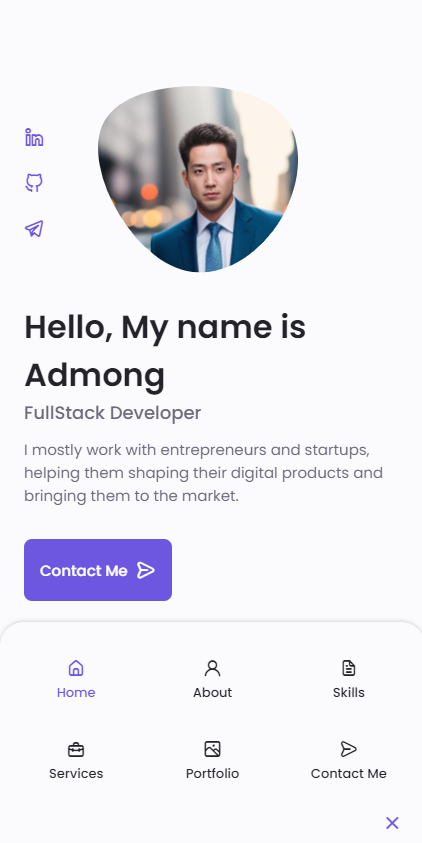 Hello, My name is
Admong
FullStack Developer
I mostly work with entrepreneurs and startups,
helping them shaping their digital products and
bringing them to the market.
Contact Me
Home About Skills
Services Portfolio Contact Me